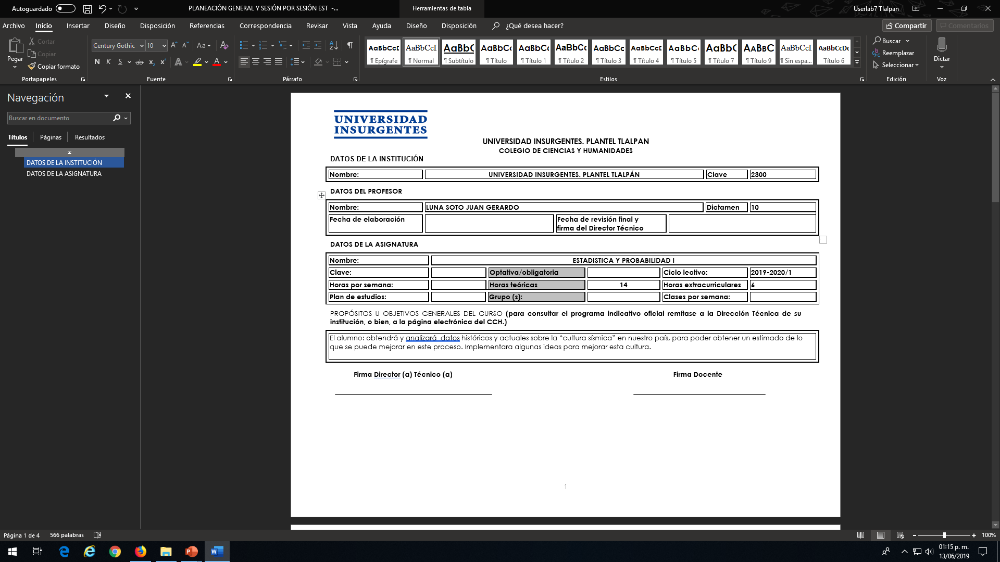 Autoguardado
PLANEACIÓN GENERAL Y SESIÓN POR SESIÓN EST -...
Herramientas de tabla
Userlab7 Tlalpan
Archivo Inicio Insertar Diseño Disposición Referencias Correspondencia Revisar Vista Ayuda Diseño Disposición ¿Qué desea hacer? Compartir Comentarios
Pegar
Cortar
Copiar
Copiar formato
Portapapeles
Century Gothic 10
N K S ab x₂ x²
Fuente
Párrafo
AaBbCcD AaBbCcI AaBbC AaBbC AaBbCc AaBbCc AaBbCc AaBbCcD AaBbC AaBbC AaBbC AaBbCcI AaBbCcDc
¶ Epígrafe ¶ Normal ¶ Subtítulo ¶ Título ¶ Título 1 ¶ Título 2 ¶ Título 3 ¶ Título 4 ¶ Título 5 ¶ Título 7 ¶ Título 9 ¶ Sin espa... Título 6
Estilos
Buscar
Reemplazar
Seleccionar
Edición
Dictar
Voz
Navegación
Buscar en documento
Títulos Páginas Resultados
DATOS DE LA INSTITUCIÓN
DATOS DE LA ASIGNATURA
UNIVERSIDAD
INSURGENTES
UNIVERSIDAD INSURGENTES. PLANTEL TLALPAN
COLEGIO DE CIENCIAS Y HUMANIDADES
DATOS DE LA INSTITUCIÓN
Nombre: UNIVERSIDAD INSURGENTES. PLANTEL TLALPÁN Clave 2300
DATOS DEL PROFESOR
Nombre: LUNA SOTO JUAN GERARDO Dictamen 10
Fecha de elaboración Fecha de revisión final y
firma del Director Técnico
DATOS DE LA ASIGNATURA
Nombre: ESTADISTICA Y PROBABILIDAD I
Clave: Optativa/obligatoria Ciclo lectivo: 2019-2020/1
Horas por semana: Horas teóricas 14 Horas extracurriculares 6
Plan de estudios: Grupo (s): Clases por semana:
PROPÓSITOS U OBJETIVOS GENERALES DEL CURSO (para consultar el programa indicativo oficial remítase a la Dirección Técnica de su
institución, o bien, a la página electrónica del CCH.)
El alumno: obtendrá y analizará datos históricos y actuales sobre la “cultura sísmica” en nuestro país, para poder obtener un estimado de lo
que se puede mejorar en este proceso. Implementara algunas ideas para mejorar esta cultura.
Firma Director (a) Técnico (a) Firma Docente
1
Página 1 de 4 566 palabras 100%
01:15 p. m.
13/06/2019